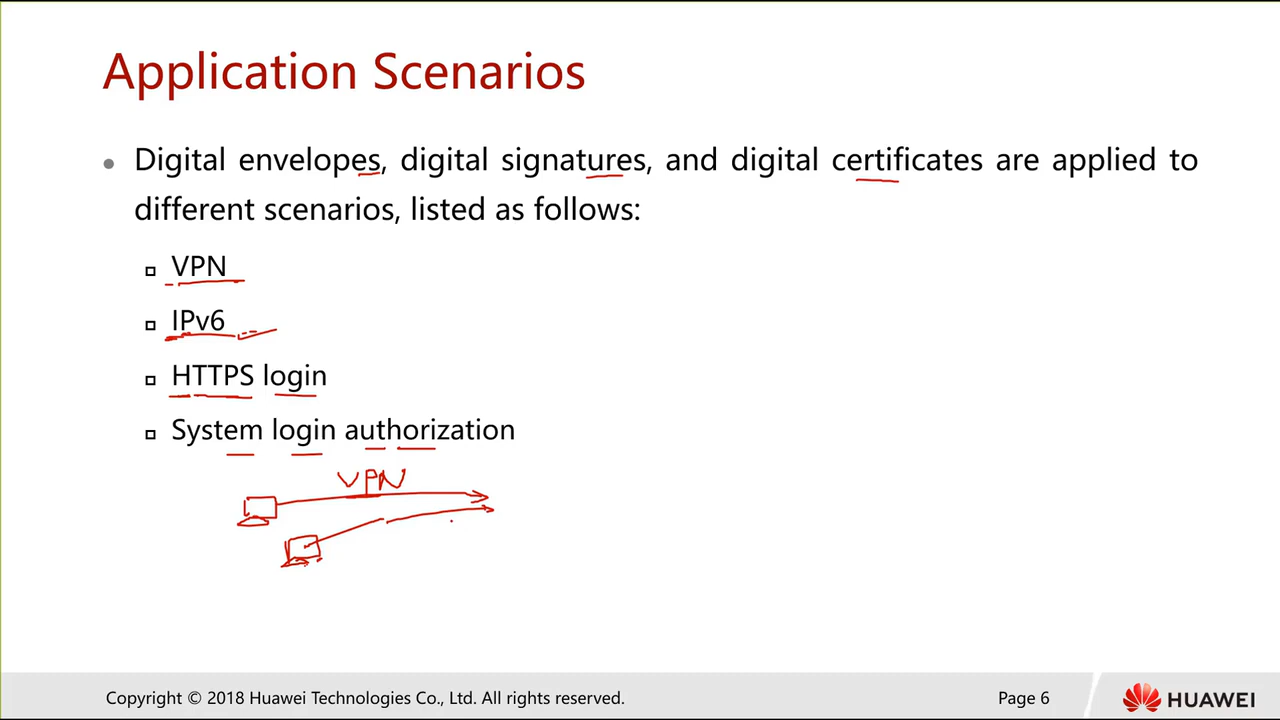 Application Scenarios
Digital envelopes, digital signatures, and digital certificates are applied to
different scenarios, listed as follows:
VPN
IPv6
HTTPS login
System login authorization
VPN
Copyright © 2018 Huawei Technologies Co., Ltd. All rights reserved.
Page 6
HUAWEI